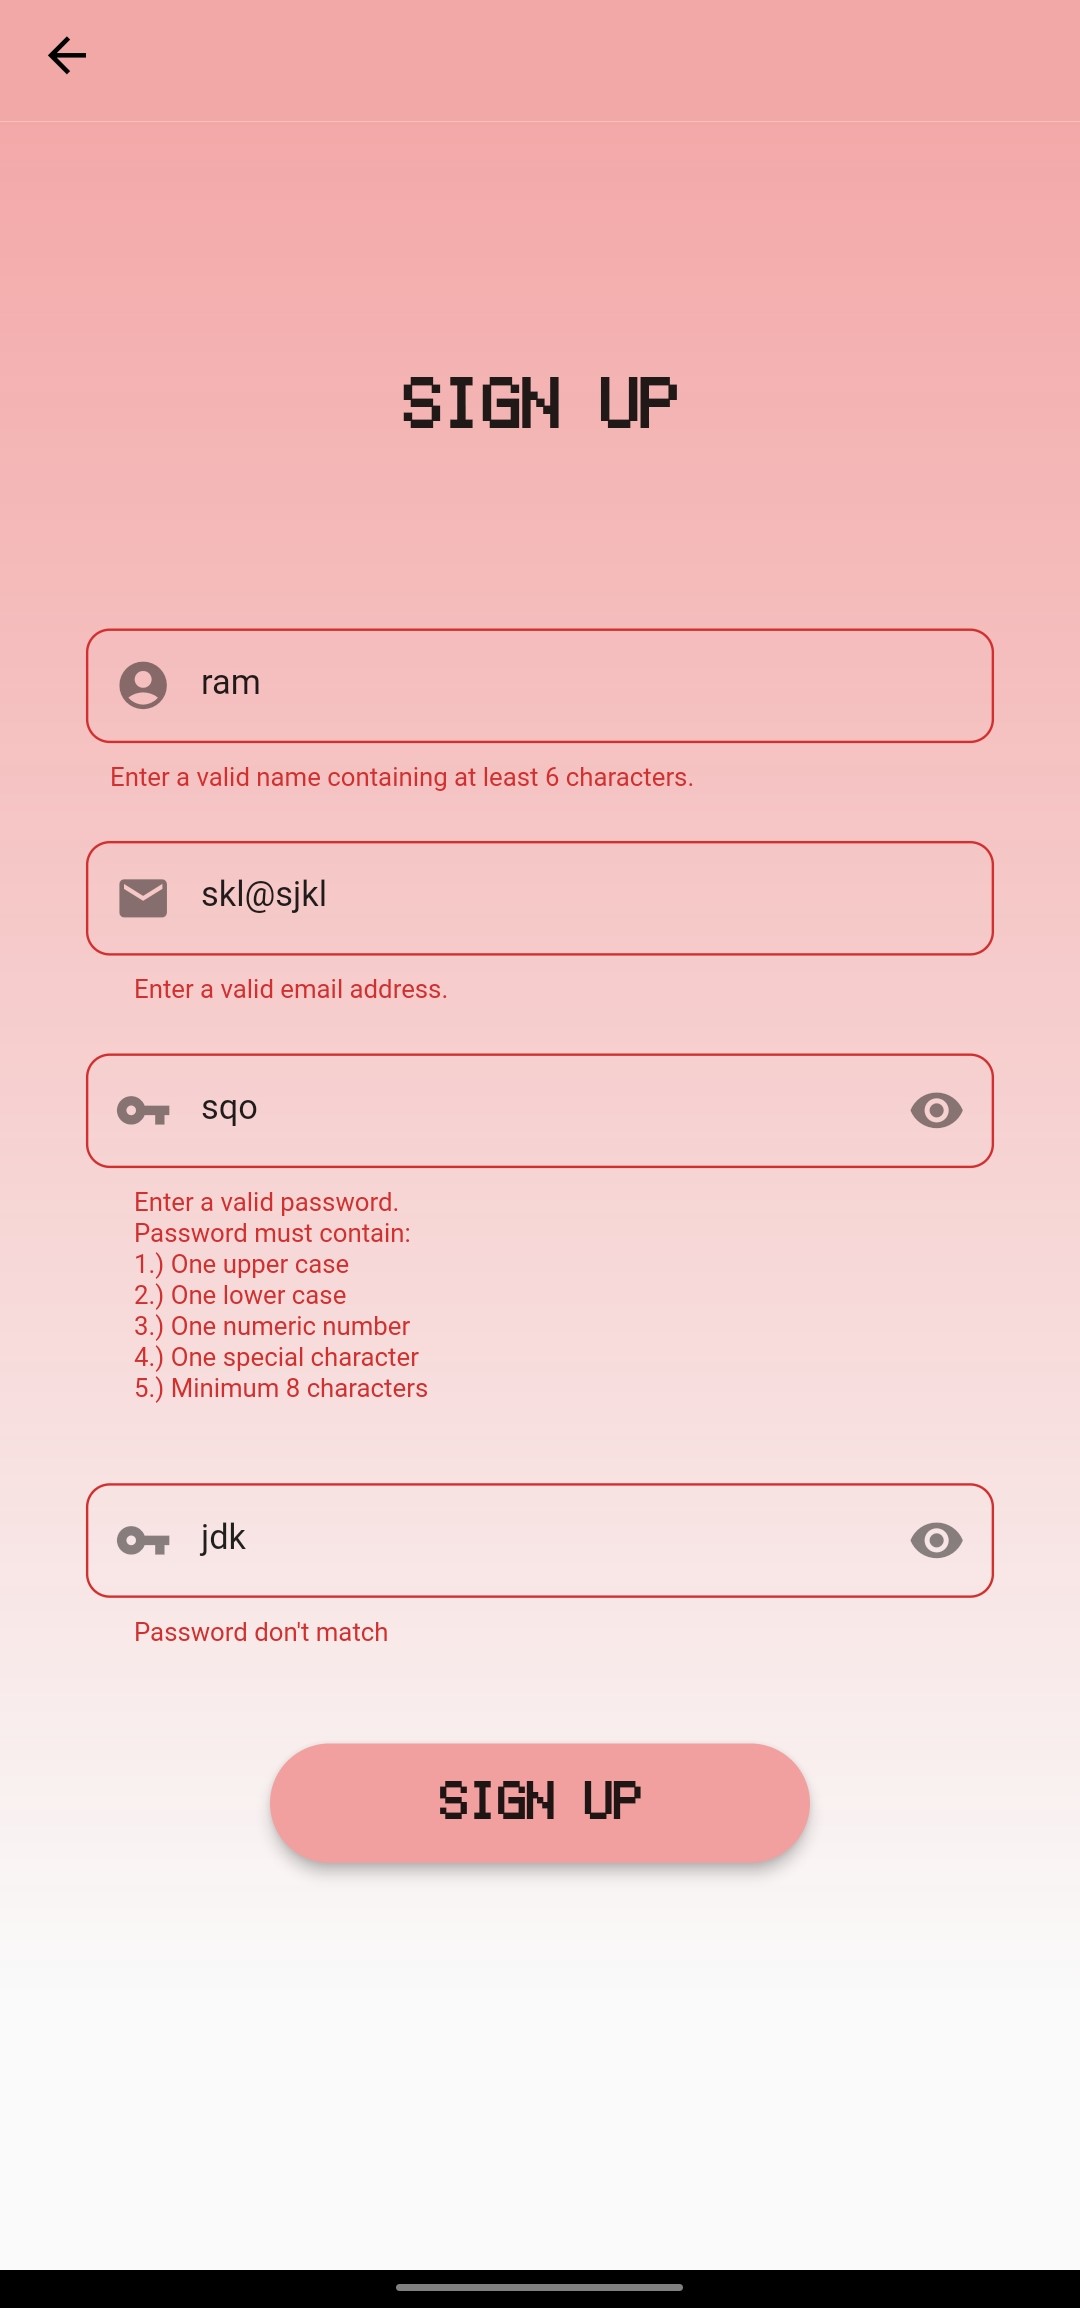 SIGN UP
ram
Enter a valid name containing at least 6 characters.
skl@sjkl
Enter a valid email address.
sqo
Enter a valid password.
Password must contain:
1.) One upper case
2.) One lower case
3.) One numeric number
4.) One special character
5.) Minimum 8 characters
jdk
Password don't match
SIGN UP